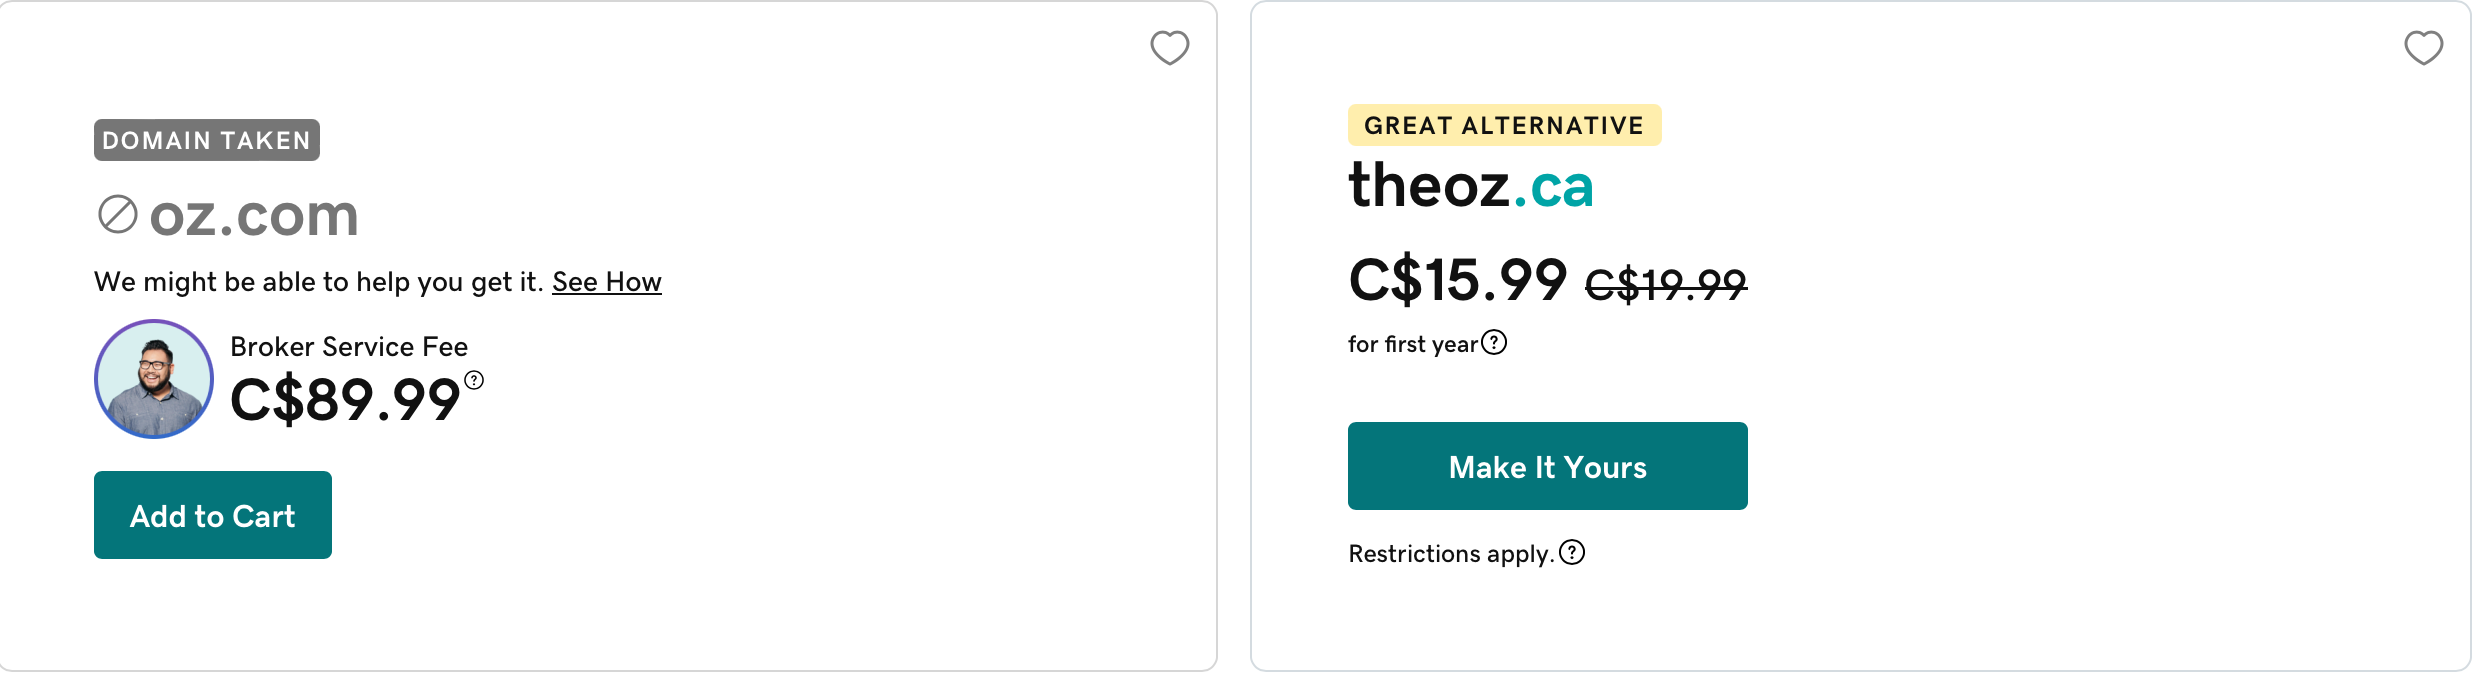 DOMAIN TAKEN
oz.com
We might be able to help you get it. See How
Broker Service Fee
C$89.99
Add to Cart
GREAT ALTERNATIVE
theoz.ca
C$15.99 C$19.99
for first year
Make It Yours
Restrictions apply.